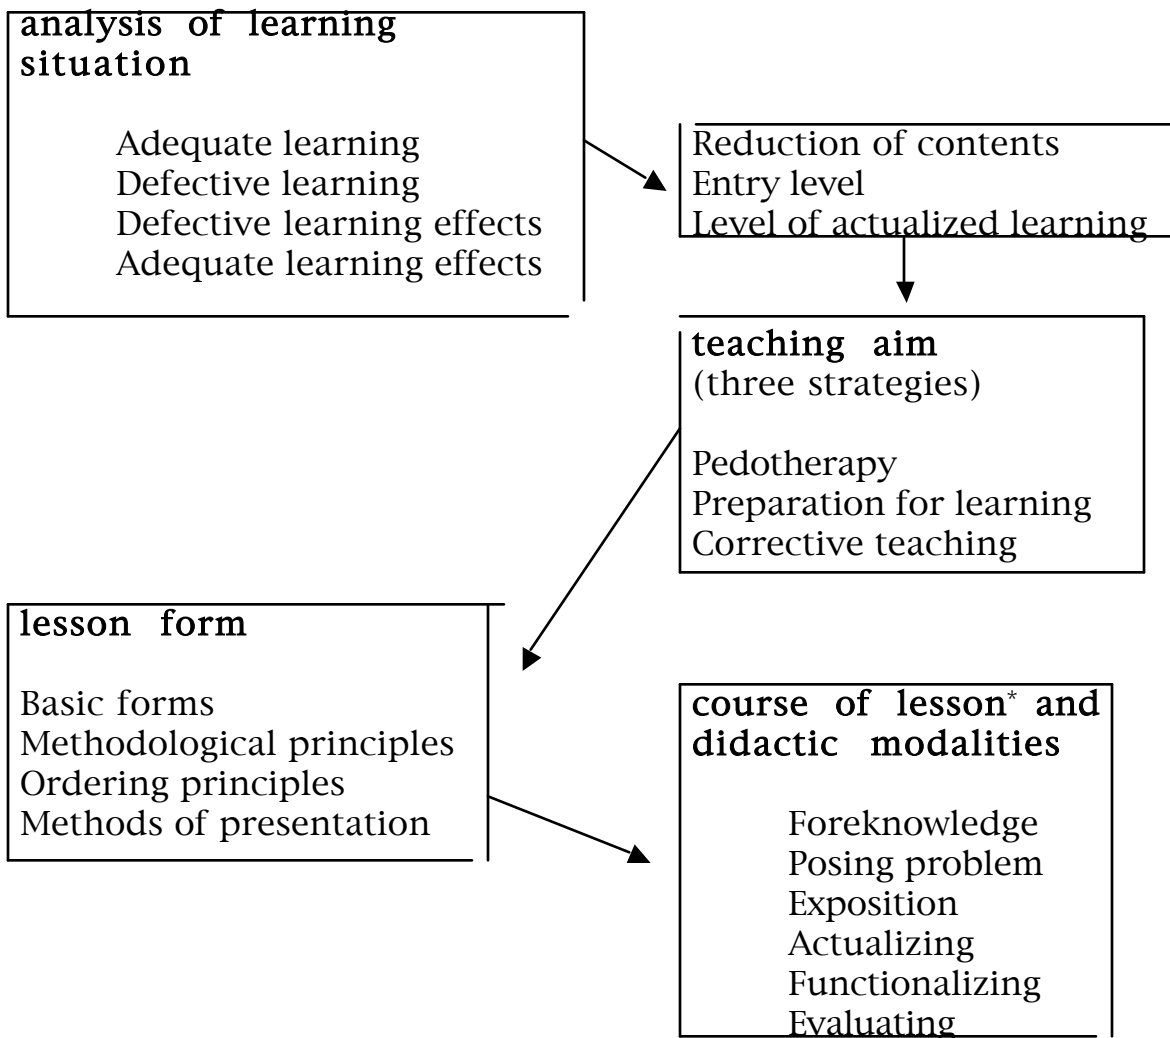 analysis of learning
situation
Adequate learning
Defective learning
Defective learning effects
Adequate learning effects
Reduction of contents
Entry level
Level of actualized learning
teaching aim
(three strategies)
Pedotherapy
Preparation for learning
Corrective teaching
lesson form
Basic forms
Methodological principles
Ordering principles
Methods of presentation
course of lesson* and
didactic modalities
Foreknowledge
Posing problem
Exposition
Actualizing
Functionalizing
Evaluating